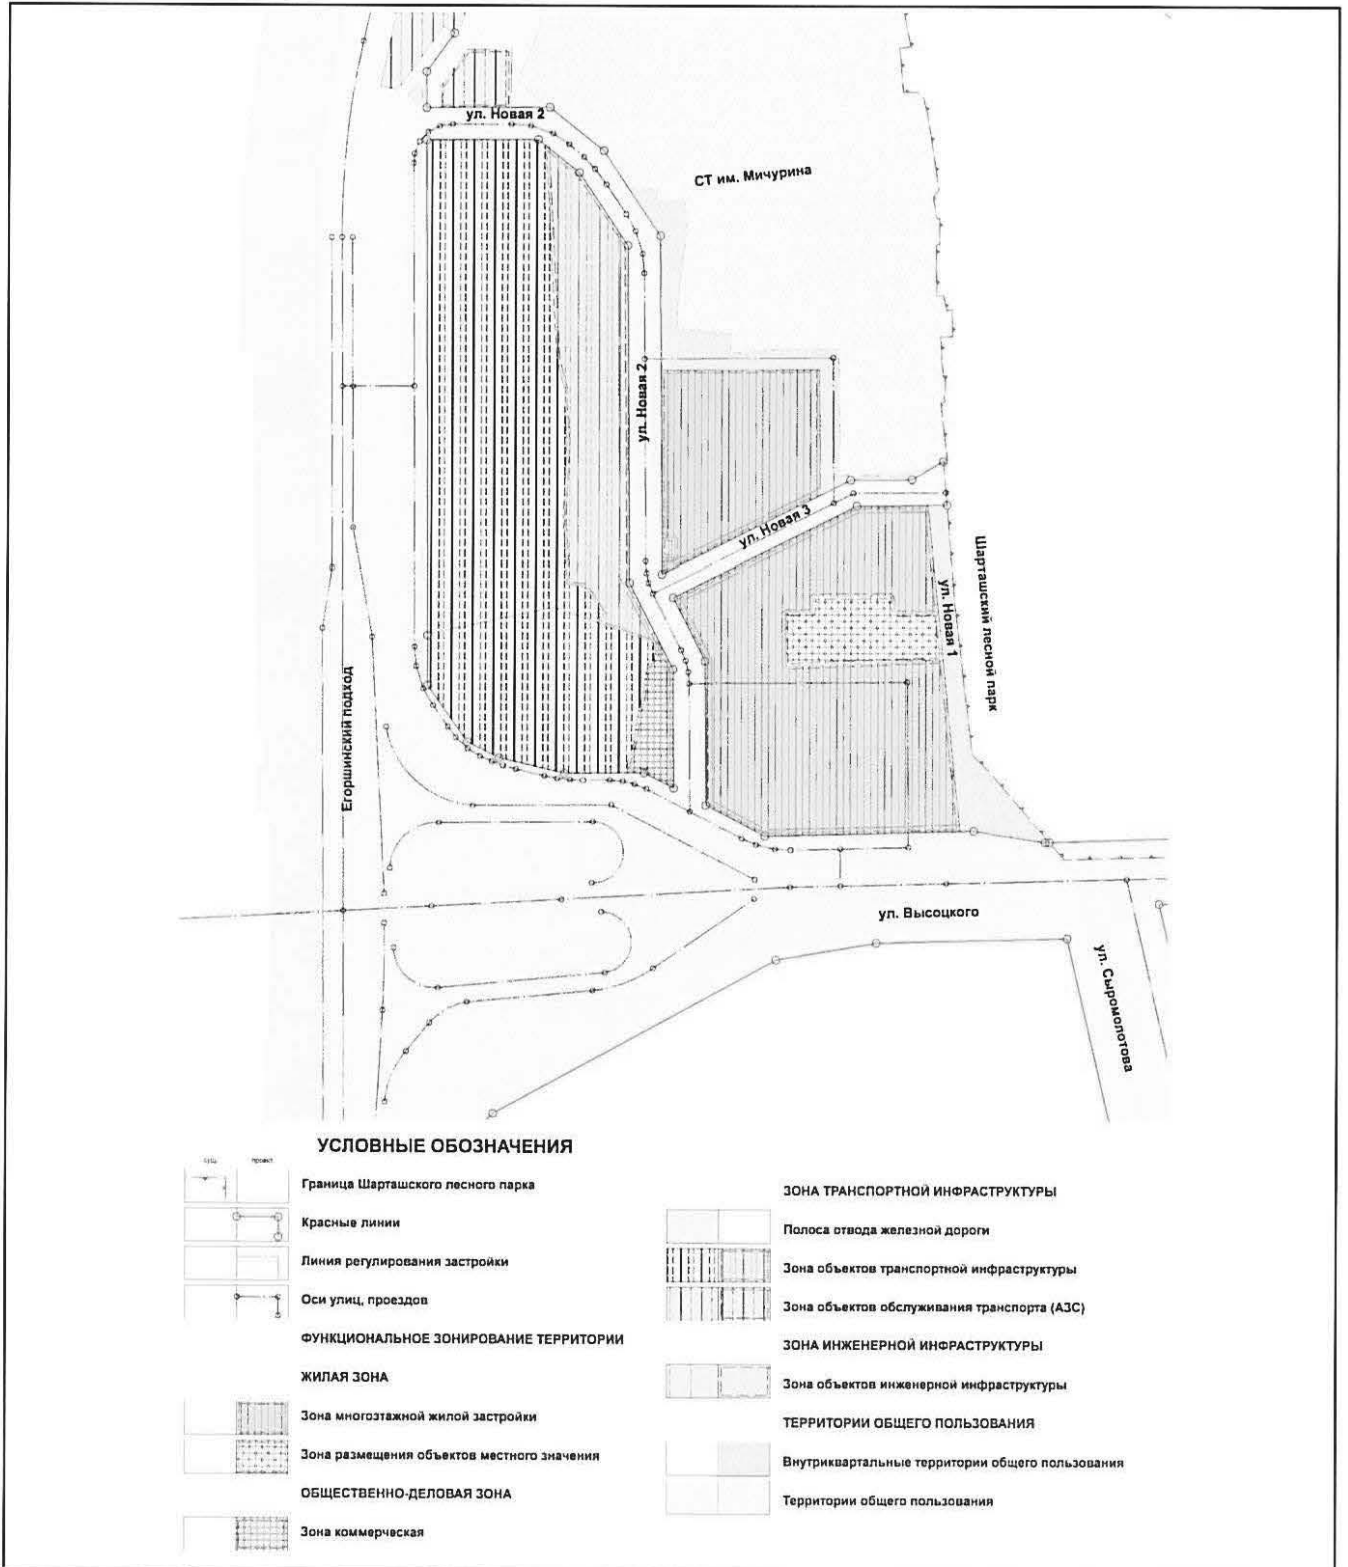 ул. Новая 2
СТ им. Мичурина
ул. Новая 2
ул. Новая 3
ул. Новая 1
Шарташский лесной парк
Егоршинский подход
ул. Высоцкого
ул. Сыромолотова
УСЛОВНЫЕ ОБОЗНАЧЕНИЯ
сущ. проект
Граница Шарташского лесного парка
Красные линии
Линия регулирования застройки
Оси улиц, проездов
ФУНКЦИОНАЛЬНОЕ ЗОНИРОВАНИЕ ТЕРРИТОРИИ
ЖИЛАЯ ЗОНА
Зона многоэтажной жилой застройки
Зона размещения объектов местного значения
ОБЩЕСТВЕННО-ДЕЛОВАЯ ЗОНА
Зона коммерческая
ЗОНА ТРАНСПОРТНОЙ ИНФРАСТРУКТУРЫ
Полоса отвода железной дороги
Зона объектов транспортной инфраструктуры
Зона объектов обслуживания транспорта (АЗС)
ЗОНА ИНЖЕНЕРНОЙ ИНФРАСТРУКТУРЫ
Зона объектов инженерной инфраструктуры
ТЕРРИТОРИИ ОБЩЕГО ПОЛЬЗОВАНИЯ
Внутриквартальные территории общего пользования
Территории общего пользования